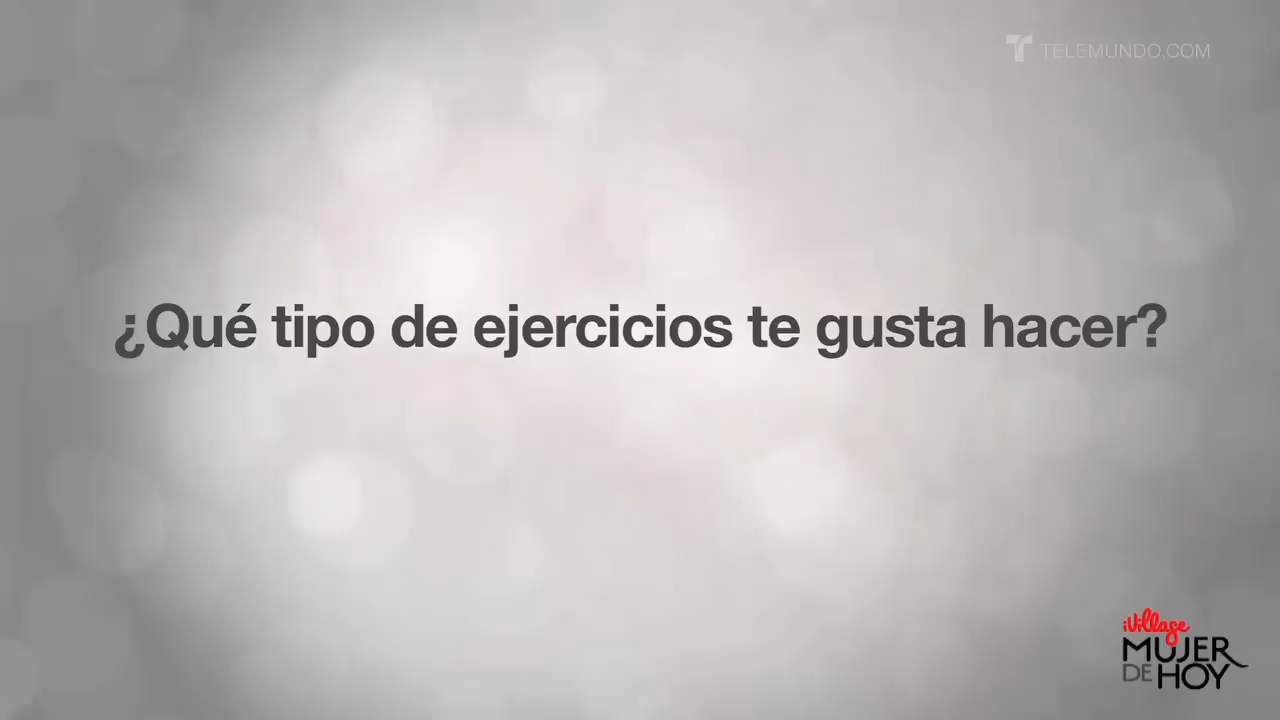 TELEMUNDO.COM
¿Qué tipo de ejercicios te gusta hacer?
iVillage
MUJER
DE HOY